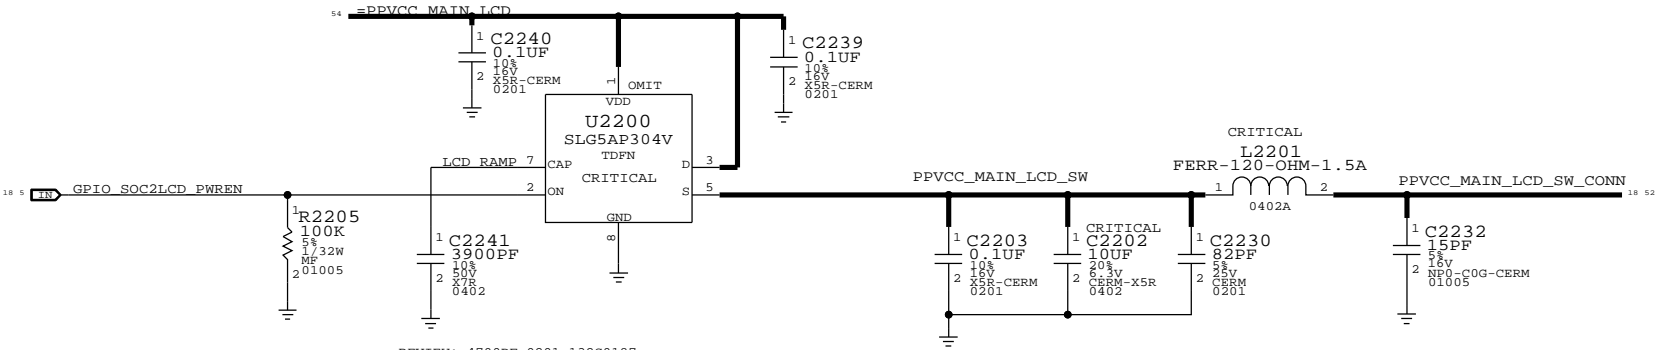 54 =PPVCC_MAIN_LCD
1 C2240
0.1UF
10%
16V
2 X5R-CERM
0201
1 C2239
0.1UF
10%
16V
2 X5R-CERM
0201
1 OMIT
VDD
U2200
SLG5AP304V
TDFN
CRITICAL
LCD_RAMP 7 CAP
D 3
2 ON
S 5
GND
8
18 5 IN GPIO_SOC2LCD_PWREN
1 R2205
100K
5%
1/32W
MF
2 01005
1 C2241
3900PF
10%
50V
2 X7R
0402
PPVCC_MAIN_LCD_SW
CRITICAL
L2201
FERR-120-OHM-1.5A
1 2
0402A
PPVCC_MAIN_LCD_SW_CONN 18 52
1 C2203
0.1UF
10%
16V
2 X5R-CERM
0201
CRITICAL
1 C2202
10UF
20%
6.3V
2 CERM-X5R
0402
1 C2230
82PF
5%
25V
2 CERM
0201
1 C2232
15PF
5%
16V
2 NP0-C0G-CERM
01005